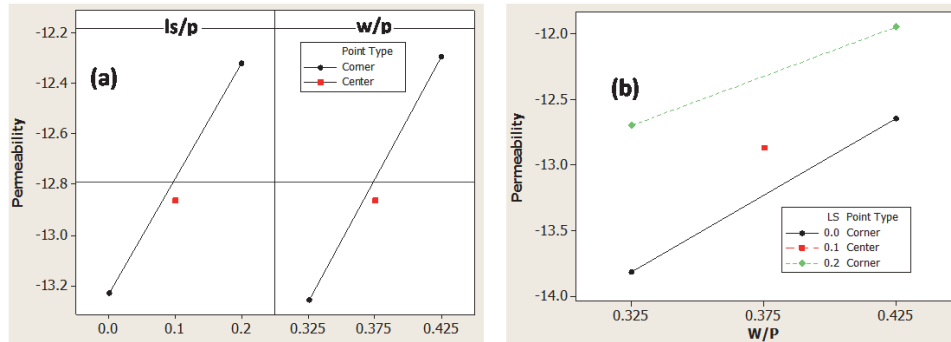 (a)
ls/p
w/p
Permeability
-12.2
-12.4
-12.6
-12.8
-13.0
-13.2
0.0 0.1 0.2
0.325 0.375 0.425
Point Type
Corner
Center
(b)
Permeability
-12.0
-12.5
-13.0
-13.5
-14.0
0.325 0.375 0.425
W/P
LS Point Type
0.0 Corner
0.1 Center
0.2 Corner